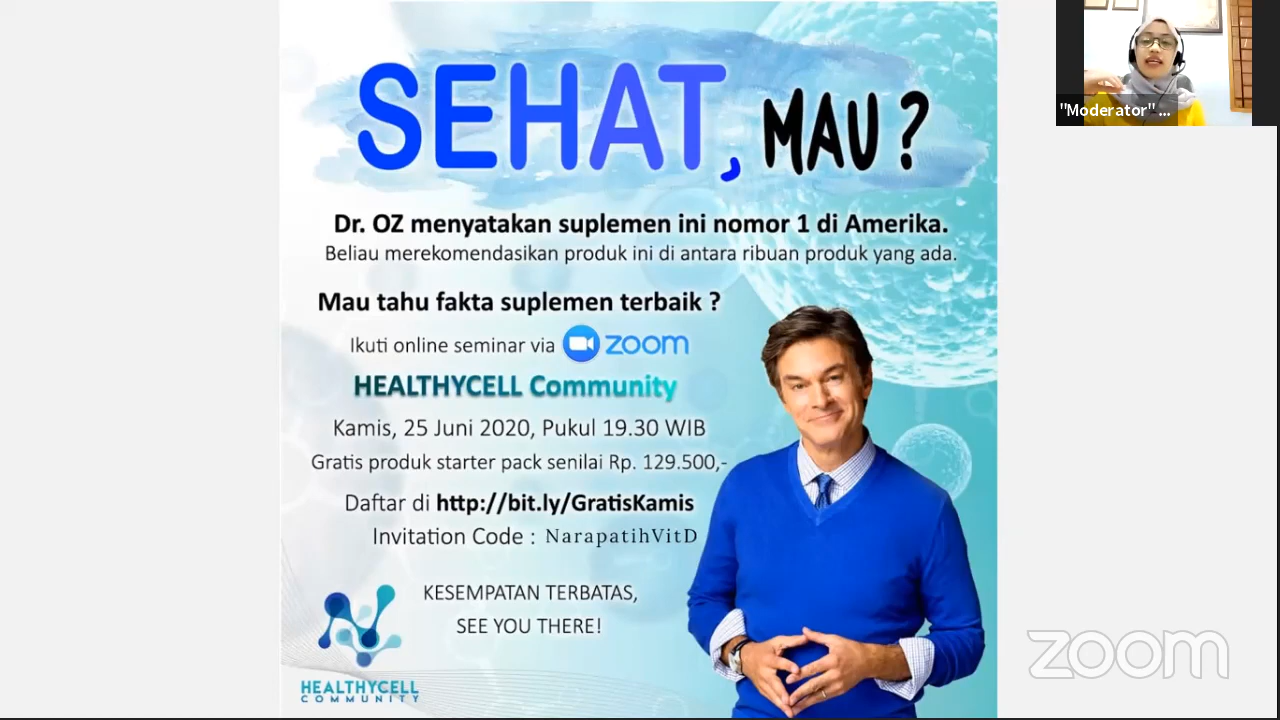 SEHAT, MAU ?
Dr. OZ menyatakan suplemen ini nomor 1 di Amerika.
Beliau merekomendasikan produk ini di antara ribuan produk yang ada.
Mau tahu fakta suplemen terbaik ?
Ikuti online seminar via zoom
HEALTHYCELL Community
Kamis, 25 Juni 2020, Pukul 19.30 WIB
Gratis produk starter pack senilai Rp. 129.500,-
Daftar di http://bit.ly/GratisKamis
Invitation Code : NarapatihVitD
KESEMPATAN TERBATAS,
SEE YOU THERE!
HEALTHYCELL
COMMUNITY
"Moderator" ...
zoom